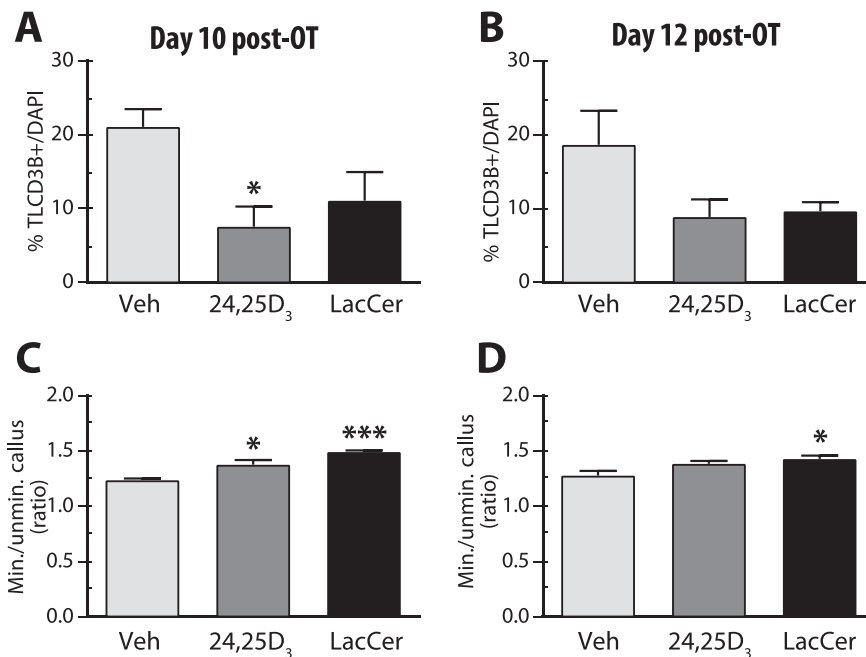 A
Day 10 post-OT
% TLCD3B+/DAPI
30
20
10
0
*
Veh
24,25D₃
LacCer
B
Day 12 post-OT
% TLCD3B+/DAPI
30
20
10
0
Veh
24,25D₃
LacCer
C
Min./unmin. callus
(ratio)
2.0
1.5
1.0
0.5
0.0
*
***
Veh
24,25D₃
LacCer
D
Min./unmin. callus
(ratio)
2.0
1.5
1.0
0.5
0.0
*
Veh
24,25D₃
LacCer